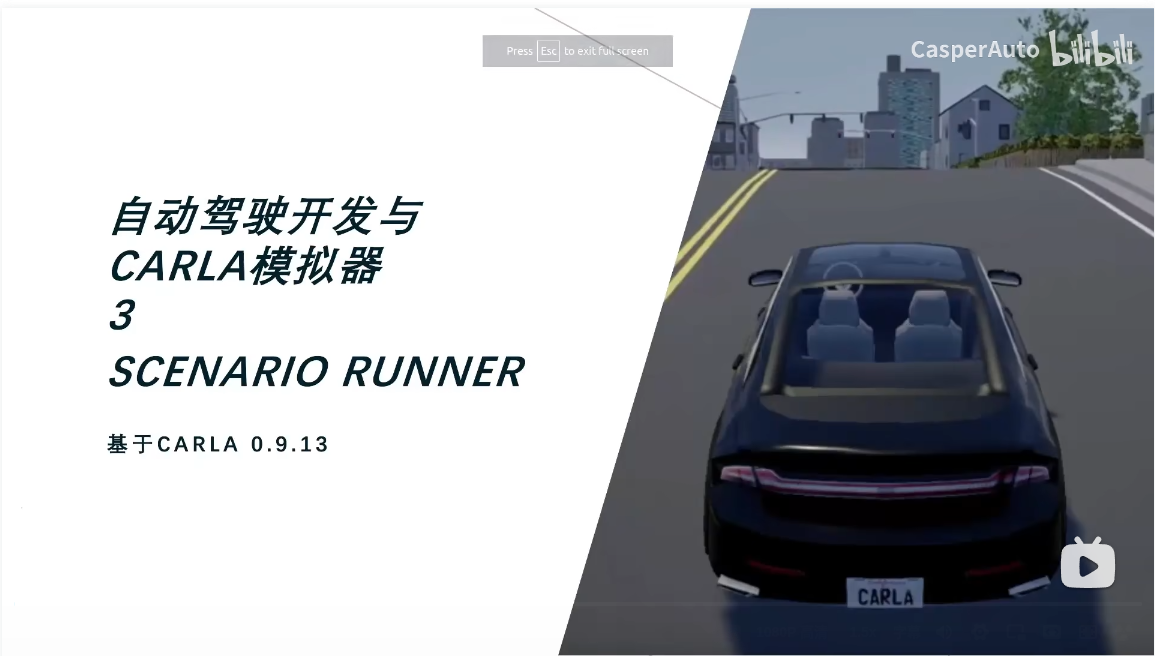 Press Esc to exit full screen
CasperAuto bilibili
自动驾驶开发与
CARLA模拟器
3
SCENARIO RUNNER
基于CARLA 0.9.13
CARLA